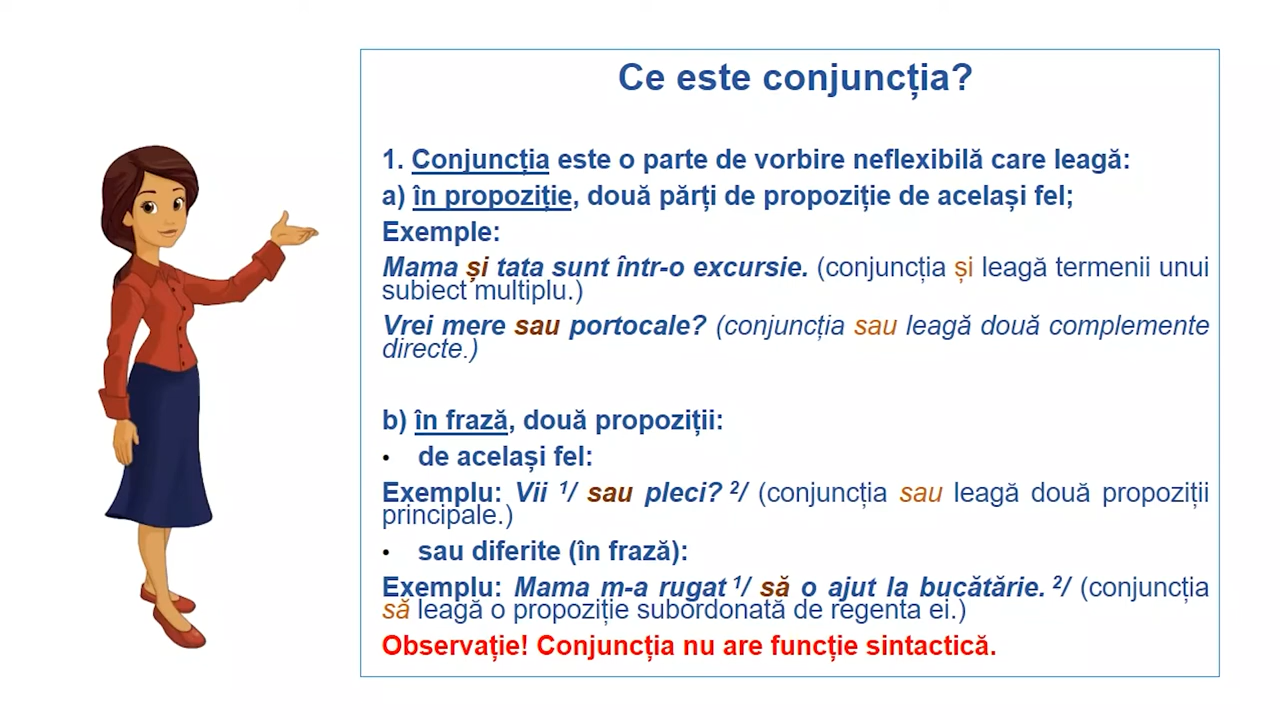 Ce este conjuncția?
1. Conjuncția este o parte de vorbire neflexibilă care leagă:
a) în propoziție, două părți de propoziție de același fel;
Exemple:
Mama și tata sunt într-o excursie. (conjuncția și leagă termenii unui
subiect multiplu.)
Vrei mere sau portocale? (conjuncția sau leagă două complemente
directe.)
b) în frază, două propoziții:
• de același fel:
Exemplu: Vii ¹/ sau pleci? ²/ (conjuncția sau leagă două propoziții
principale.)
• sau diferite (în frază):
Exemplu: Mama m-a rugat ¹/ să o ajut la bucătărie. ²/ (conjuncția
să leagă o propoziție subordonată de regenta ei.)
Observație! Conjuncția nu are funcție sintactică.